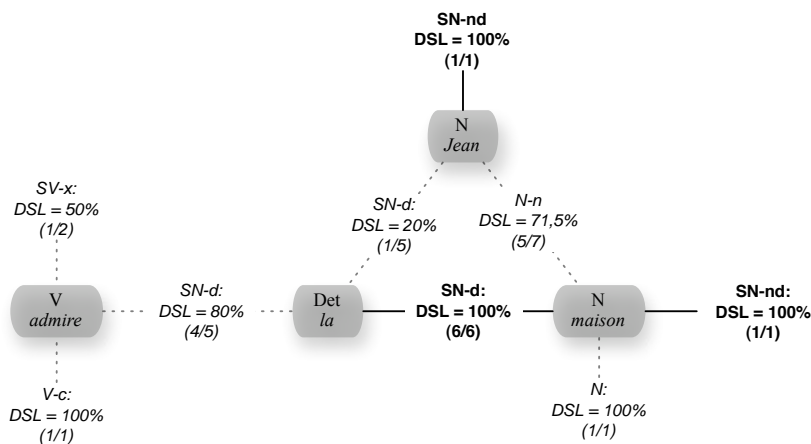 SN-nd
DSL = 100%
(1/1)
N
Jean
SV-x:
DSL = 50%
(1/2)
SN-d:
DSL = 20%
(1/5)
N-n
DSL = 71,5%
(5/7)
V
admire
SN-d:
DSL = 80%
(4/5)
Det
la
SN-d:
DSL = 100%
(6/6)
N
maison
SN-nd:
DSL = 100%
(1/1)
V-c:
DSL = 100%
(1/1)
N:
DSL = 100%
(1/1)